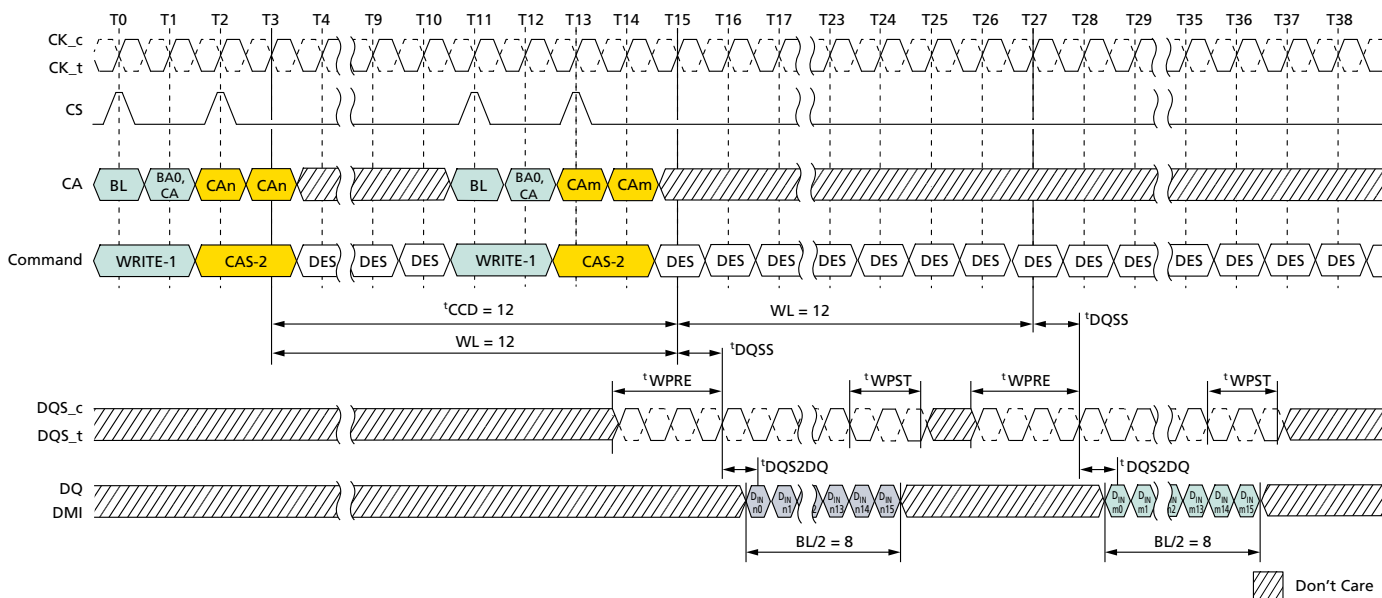 T0 T1 T2 T3 T4 T9 T10 T11 T12 T13 T14 T15 T16 T17 T23 T24 T25 T26 T27 T28 T29 T35 T36 T37 T38
CK_c
CK_t
CS
CA BL BA0, CA CAn CAn BL BA0, CA CAm CAm
Command WRITE-1 CAS-2 DES DES DES WRITE-1 CAS-2 DES DES DES DES DES DES DES DES DES DES DES DES DES DES
tCCD = 12 WL = 12 tDQSS
WL = 12 tDQSS
tWPRE tWPST tWPRE tWPST
DQS_c
DQS_t
tDQS2DQ tDQS2DQ
DQ DIN n0 DIN n1 DIN n13 DIN n14 DIN n15 DIN m0 DIN m1 DIN m13 DIN m14 DIN m15
DMI
BL/2 = 8 BL/2 = 8
Don't Care